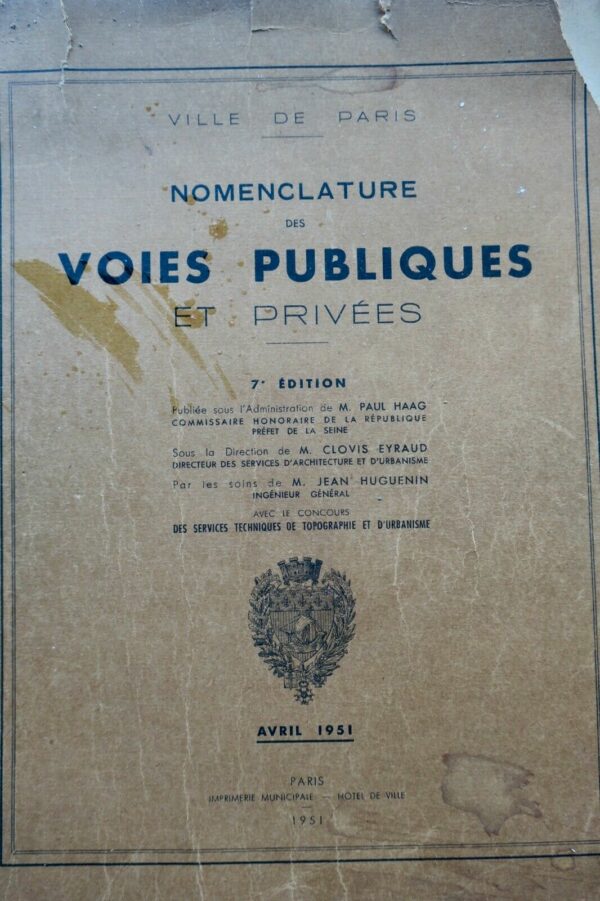 VILLE DE PARIS
NOMENCLATURE
DES
VOIES PUBLIQUES
ET PRIVÉES
7e ÉDITION
Publiée sous l'Administration de M. PAUL HAAG
COMMISSAIRE HONORAIRE DE LA RÉPUBLIQUE
PRÉFET DE LA SEINE
Sous la Direction de M. CLOVIS EYRAUD
DIRECTEUR DES SERVICES D'ARCHITECTURE ET D'URBANISME
Par les soins de M. JEAN HUGUENIN
INGÉNIEUR GÉNÉRAL
AVEC LE CONCOURS
DES SERVICES TECHNIQUES DE TOPOGRAPHIE ET D'URBANISME
AVRIL 1951
PARIS
IMPRIMERIE MUNICIPALE — HOTEL DE VILLE
1951